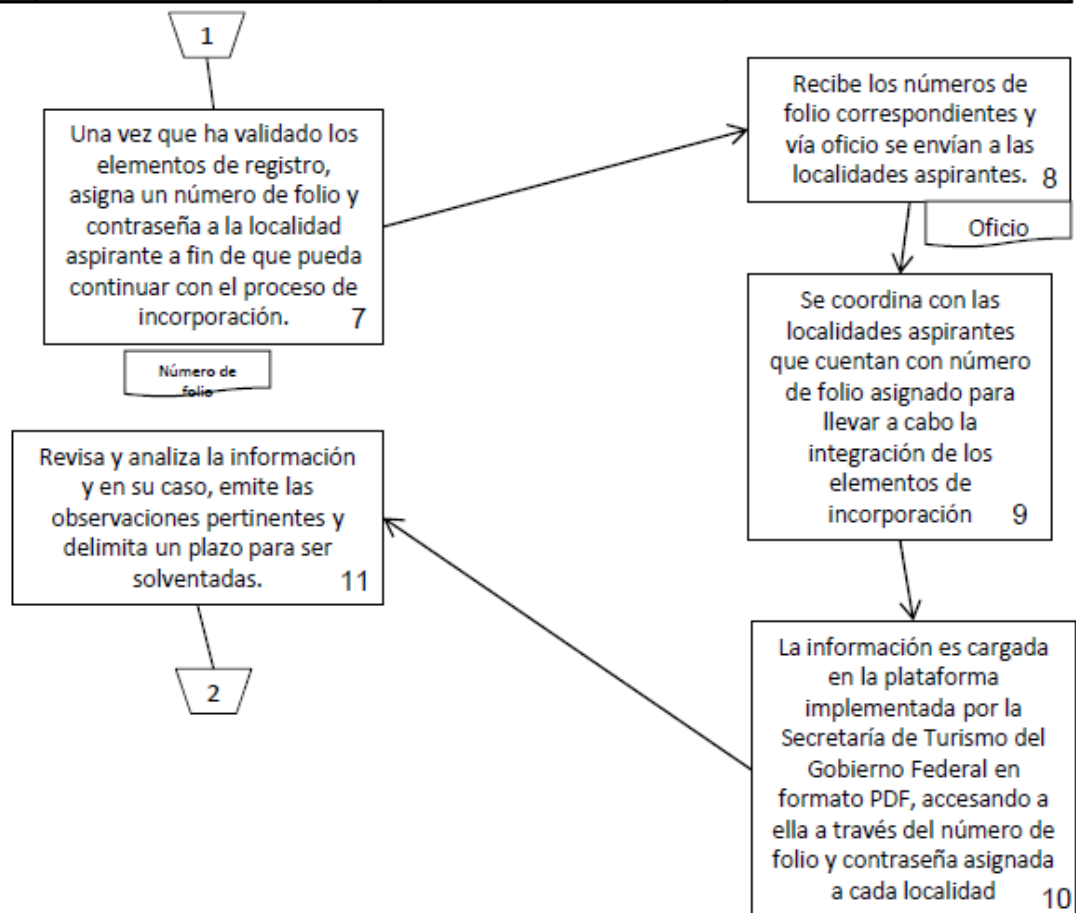 1
Una vez que ha validado los
elementos de registro,
asigna un número de folio y
contraseña a la localidad
aspirante a fin de que pueda
continuar con el proceso de
incorporación. 7
Número de
folio
Recibe los números de
folio correspondientes y
vía oficio se envían a las
localidades aspirantes. 8
Oficio
Se coordina con las
localidades aspirantes
que cuentan con número
de folio asignado para
llevar a cabo la
integración de los
elementos de
incorporación 9
La información es cargada
en la plataforma
implementada por la
Secretaría de Turismo del
Gobierno Federal en
formato PDF, accesando a
ella a través del número de
folio y contraseña asignada
a cada localidad 10
Revisa y analiza la información
y en su caso, emite las
observaciones pertinentes y
delimita un plazo para ser
solventadas. 11
2